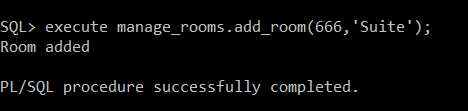 SQL> execute manage_rooms.add_room(666,'Suite');
Room added
PL/SQL procedure successfully completed.